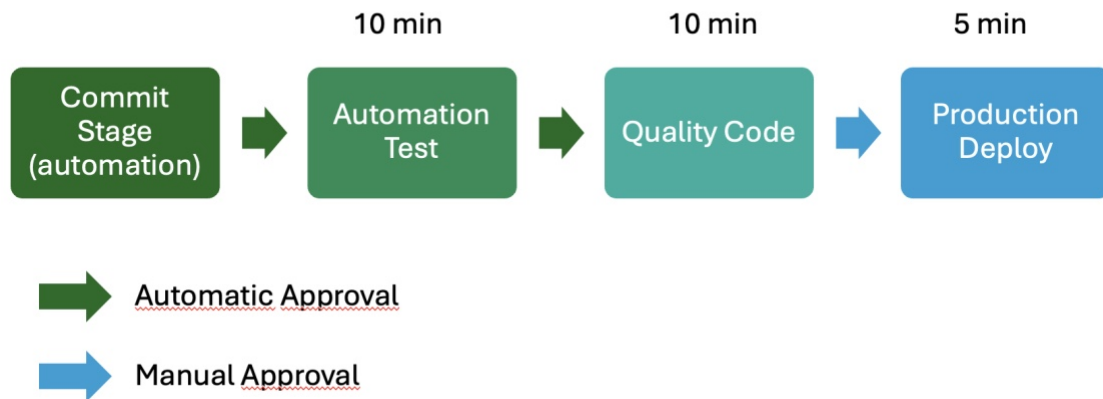 10 min
10 min
5 min
Commit
Stage
(automation)
Automation
Test
Quality Code
Production
Deploy
Automatic Approval
Manual Approval